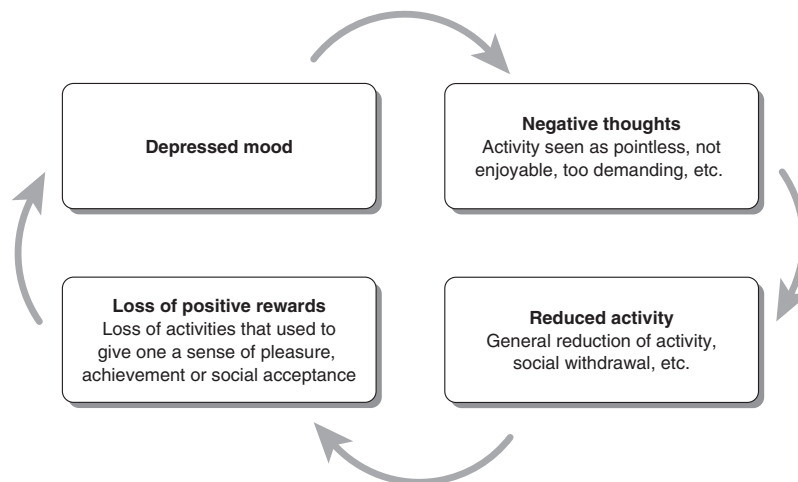 Depressed mood
Negative thoughts
Activity seen as pointless, not
enjoyable, too demanding, etc.
Loss of positive rewards
Loss of activities that used to
give one a sense of pleasure,
achievement or social acceptance
Reduced activity
General reduction of activity,
social withdrawal, etc.